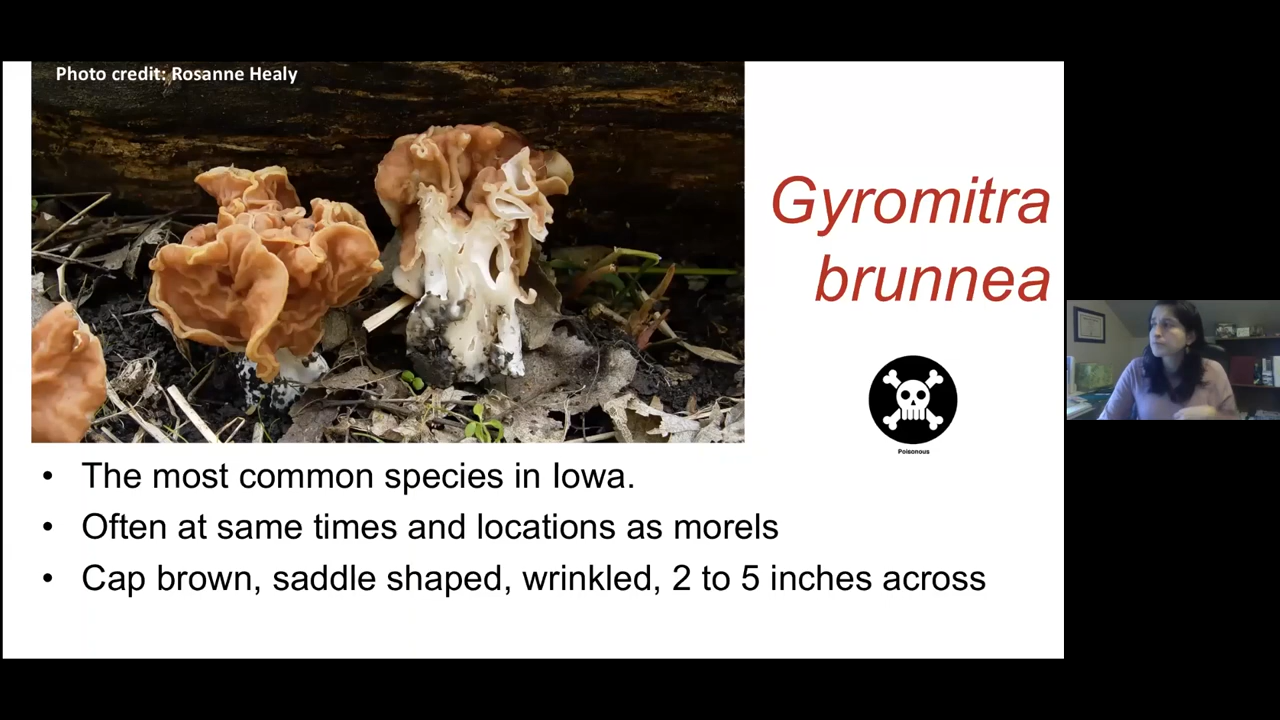 Photo credit: Rosanne Healy
Gyromitra
brunnea
Poisonous
• The most common species in Iowa.
• Often at same times and locations as morels
• Cap brown, saddle shaped, wrinkled, 2 to 5 inches across